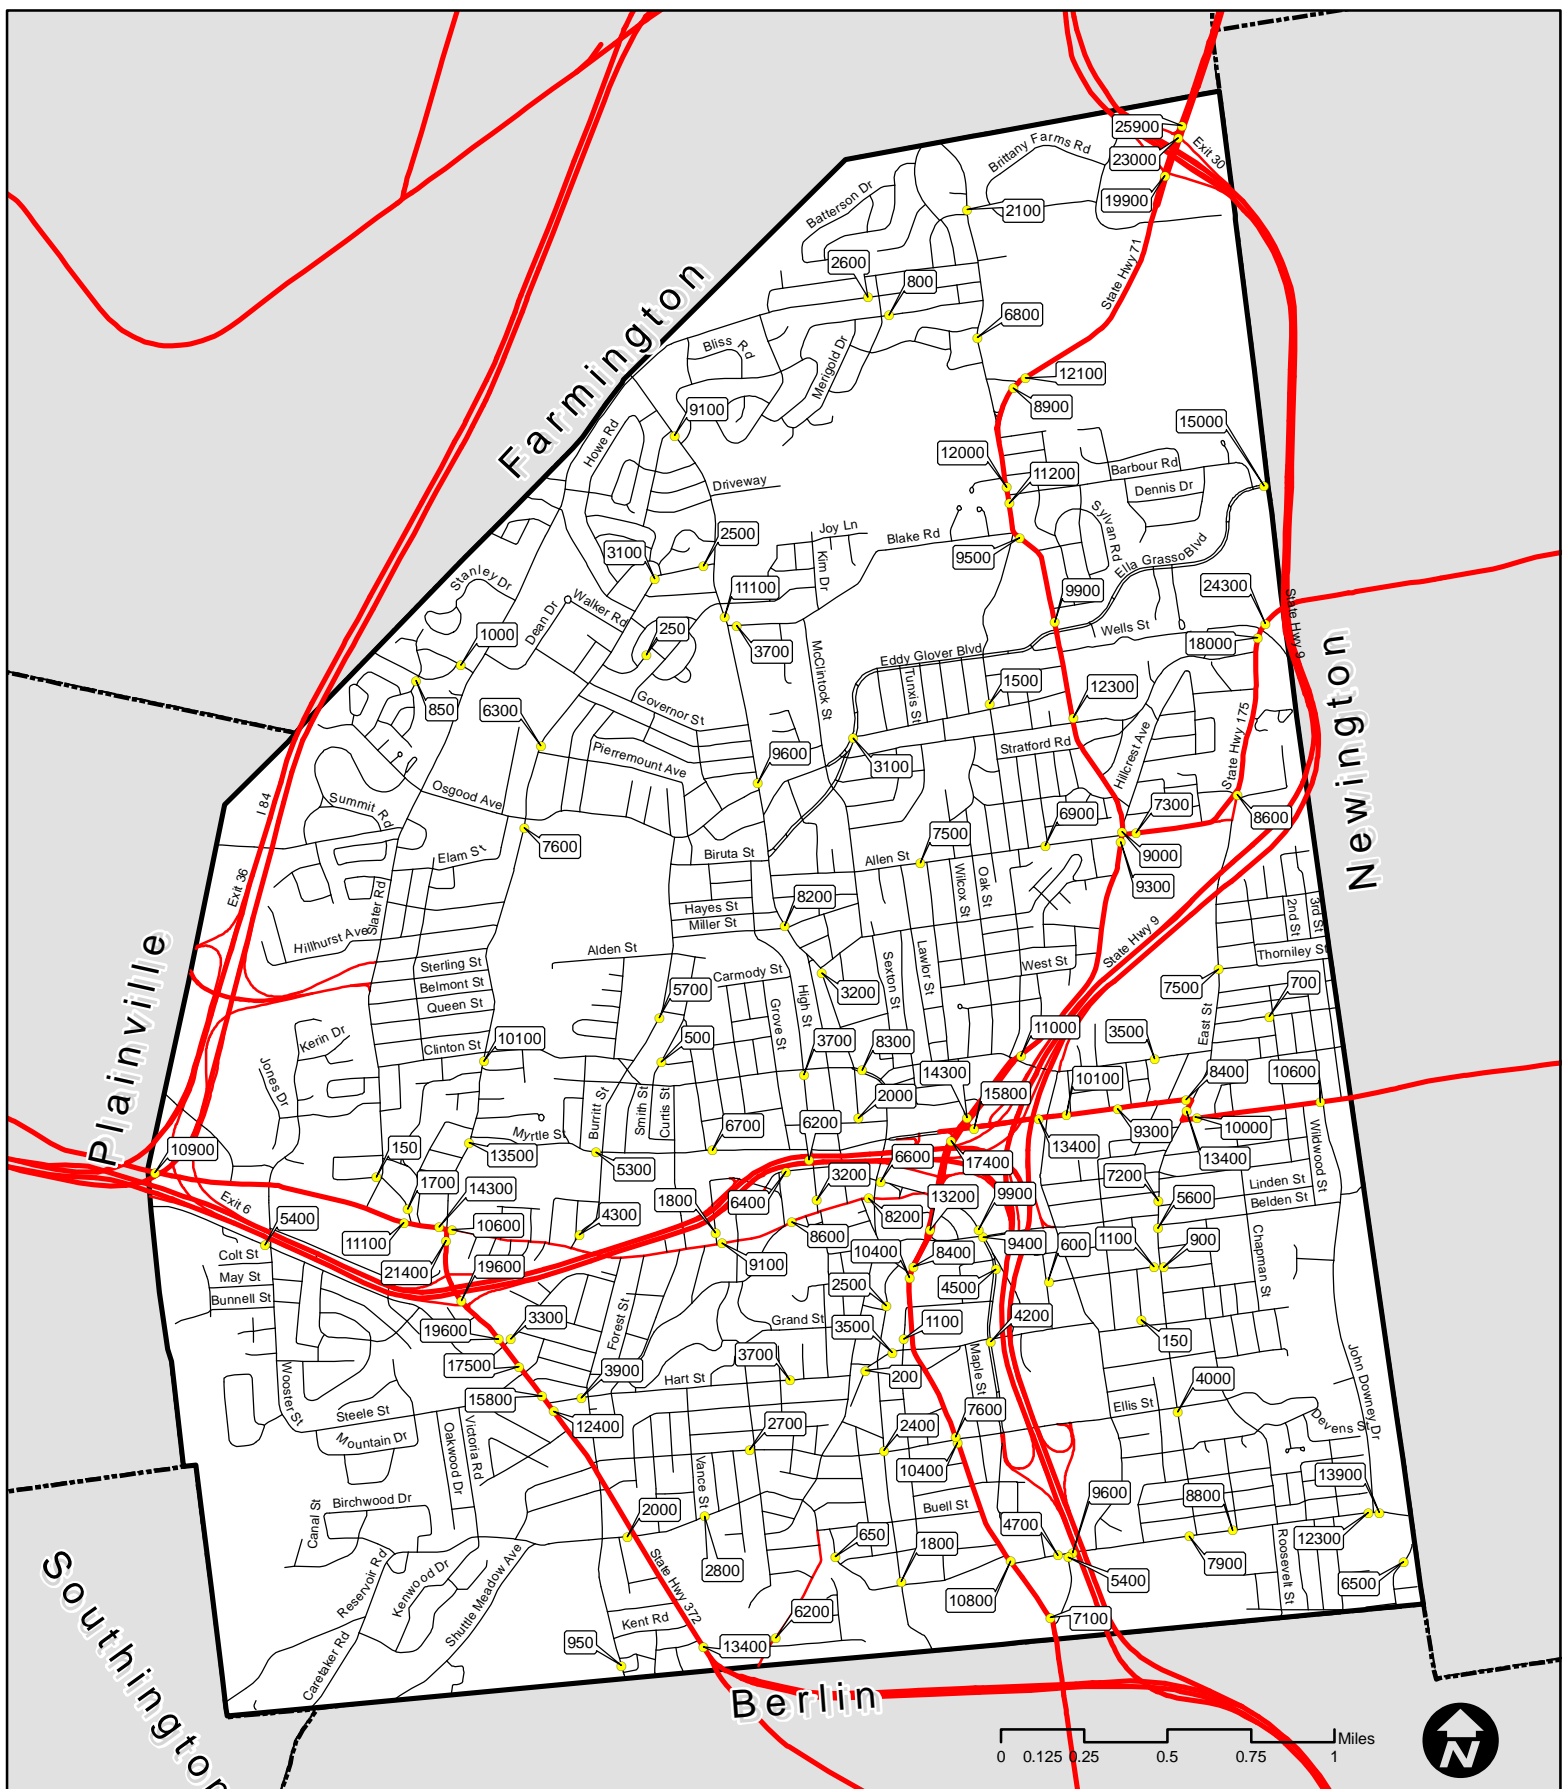 25900
Exit 30
23000
Brittany Farms Rd
19900
Batterson Dr
2100
State Hwy 71
2600
800
Farmington
6800
Bliss Rd
Merigold Dr
12100
8900
9100
15000
Howe Rd
12000
11200
Barbour Rd
Driveway
Dennis Dr
Sylvan Rd
2500
Joy Ln
Blake Rd
3100
Kim Dr
9500
Ella Grasso Blvd
Stanley Dr
11100
9900
24300
State Hwy 9
Walker Rd
Dean Dr
1000
250
3700
Wells St
18000
McClintock St
Eddy Glover Blvd
Tunxis St
Newington
850
6300
Governor St
1500
12300
State Hwy 175
Pierremount Ave
9600
3100
Stratford Rd
Hillcrest Ave
I 84
Summit Rd
Osgood Ave
7300
6900
8600
7600
7500
Elam St
Biruta St
Allen St
9000
Wilcox St
Oak St
9300
Exit 36
Slater Rd
8200
Hayes St
Miller St
2nd St
3rd St
Hillhurst Ave
Alden St
Sexton St
Lawlor St
State Hwy 9
Thorniley St
Plainville
Sterling St
Belmont St
Queen St
Carmody St
West St
3200
7500
700
5700
Grove St
High St
East St
Kerin Dr
Clinton St
10100
500
3700
8300
11000
3500
Jones Dr
14300
15800
10100
8400
10600
Burritt St
Smith St
Curtis St
2000
Myrtle St
6700
6200
9300
10000
13400
13400
Wildwood St
10900
150
13500
5300
6600
17400
7200
Linden St
Belden St
1700
14300
1800
6400
3200
13200
9900
5600
Exit 6
5400
10600
4300
8200
11100
8600
9400
600
1100
900
Chapman St
Colt St
21400
19600
9100
10400
8400
May St
Bunnell St
2500
4500
Forest St
4200
19600
3300
Grand St
3500
1100
150
17500
3700
Maple St
John Downey Dr
Wooster St
15800
3900
Hart St
200
4000
Steele St
Mountain Dr
12400
2700
2400
7600
Ellis St
Devens St
Oakwood Dr
Victoria Rd
10400
Vance St
13900
Canal St
Birchwood Dr
2000
Buell St
9600
8800
4700
12300
650
1800
Reservoir Rd
Kenwood Dr
Shuttle Meadow Ave
State Hwy 372
2800
5400
7900
Roosevelt St
6500
10800
Southington
6200
7100
Kent Rd
950
13400
Caretaker Rd
Berlin
Miles
0 0.125 0.25 0.5 0.75 1
N